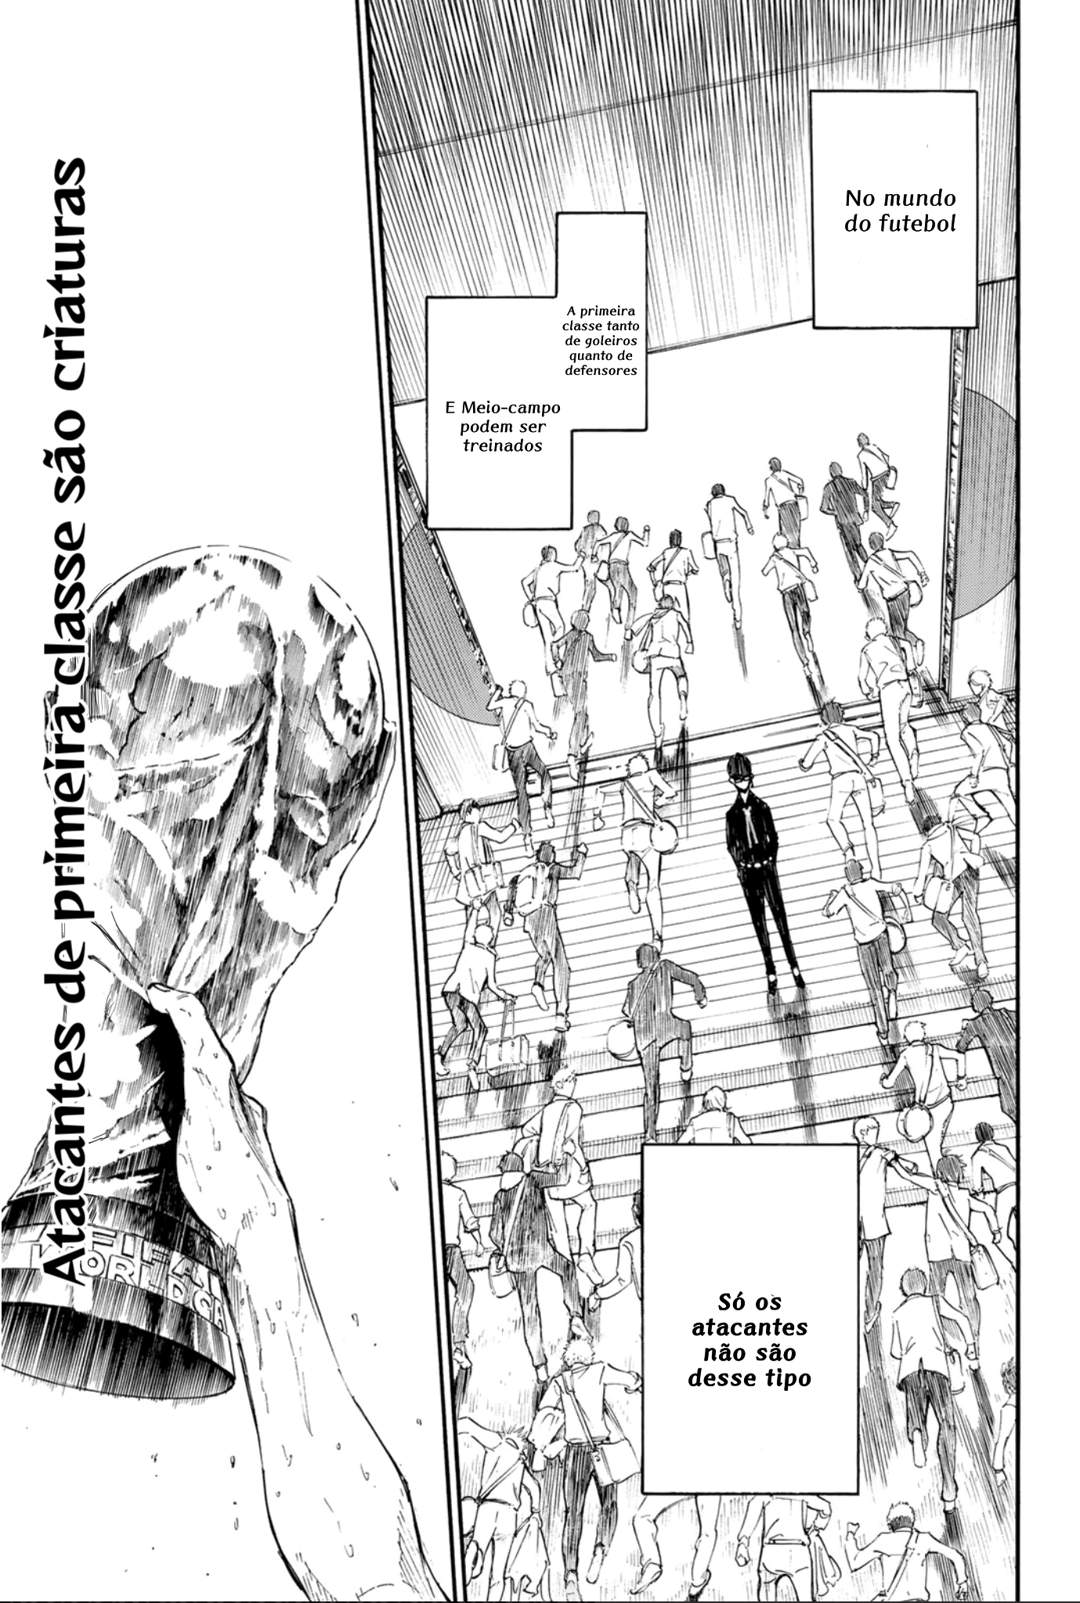 No mundo
do futebol
A primeira
classe tanto
de goleiros
quanto de
defensores
E Meio-campo
podem ser
treinados
Só os
atacantes
não são
desse tipo
Atacantes de primeira classe são criaturas
FIFA